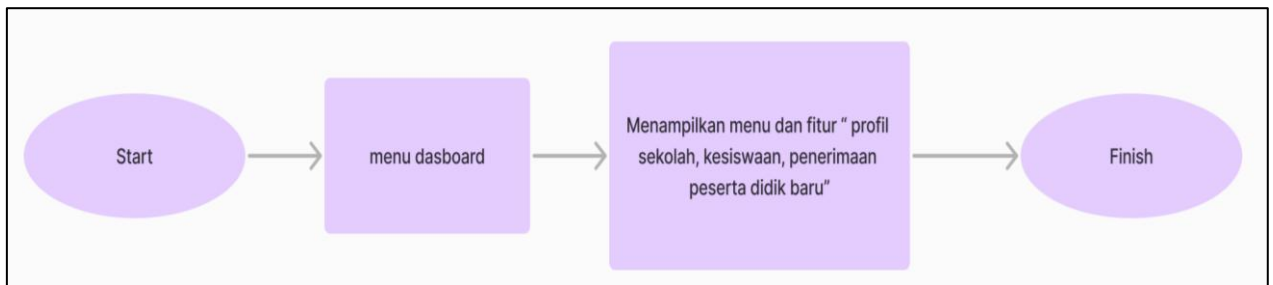 Start
menu dasboard
Menampilkan menu dan fitur “ profil
sekolah, kesiswaan, penerimaan
peserta didik baru”
Finish